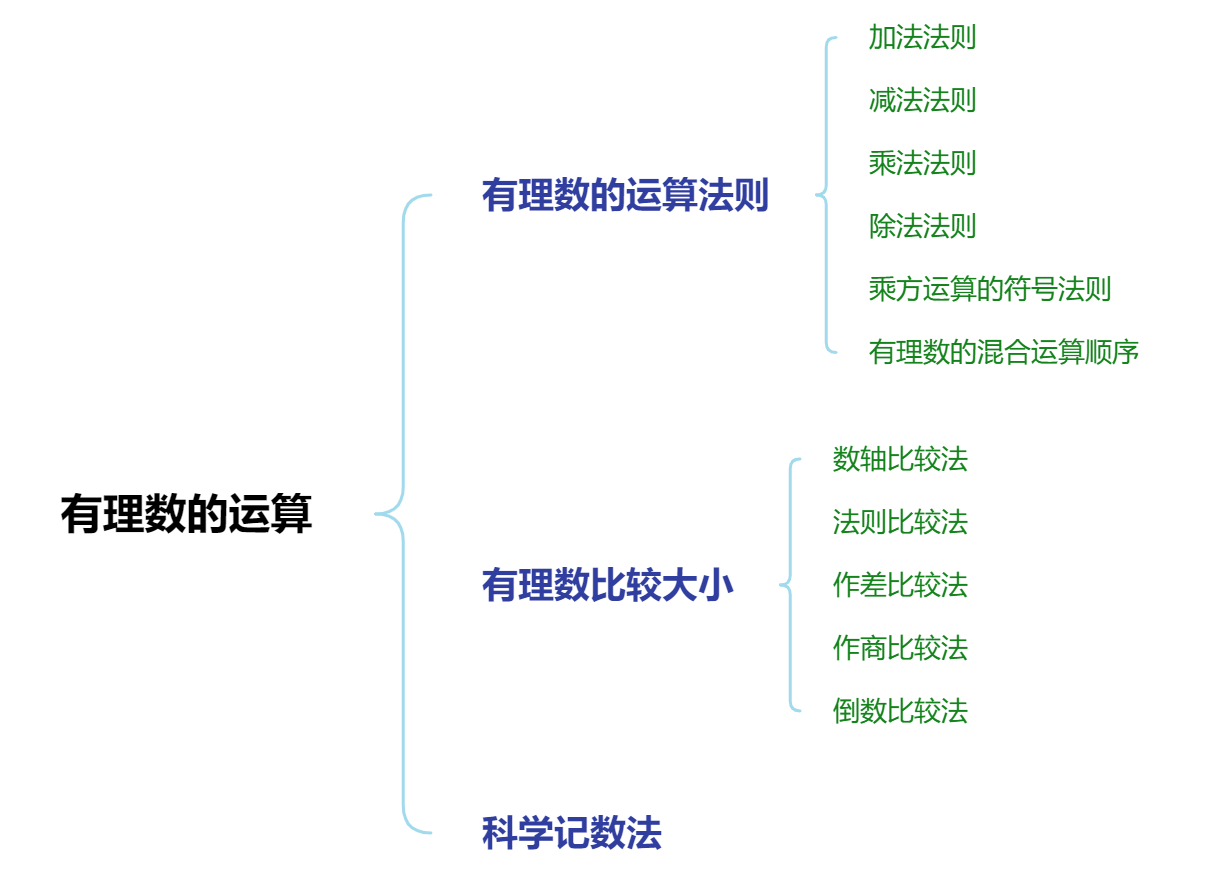 有理数的运算
有理数的运算法则
加法法则
减法法则
乘法法则
除法法则
乘方运算的符号法则
有理数的混合运算顺序
有理数比较大小
数轴比较法
法则比较法
作差比较法
作商比较法
倒数比较法
科学记数法